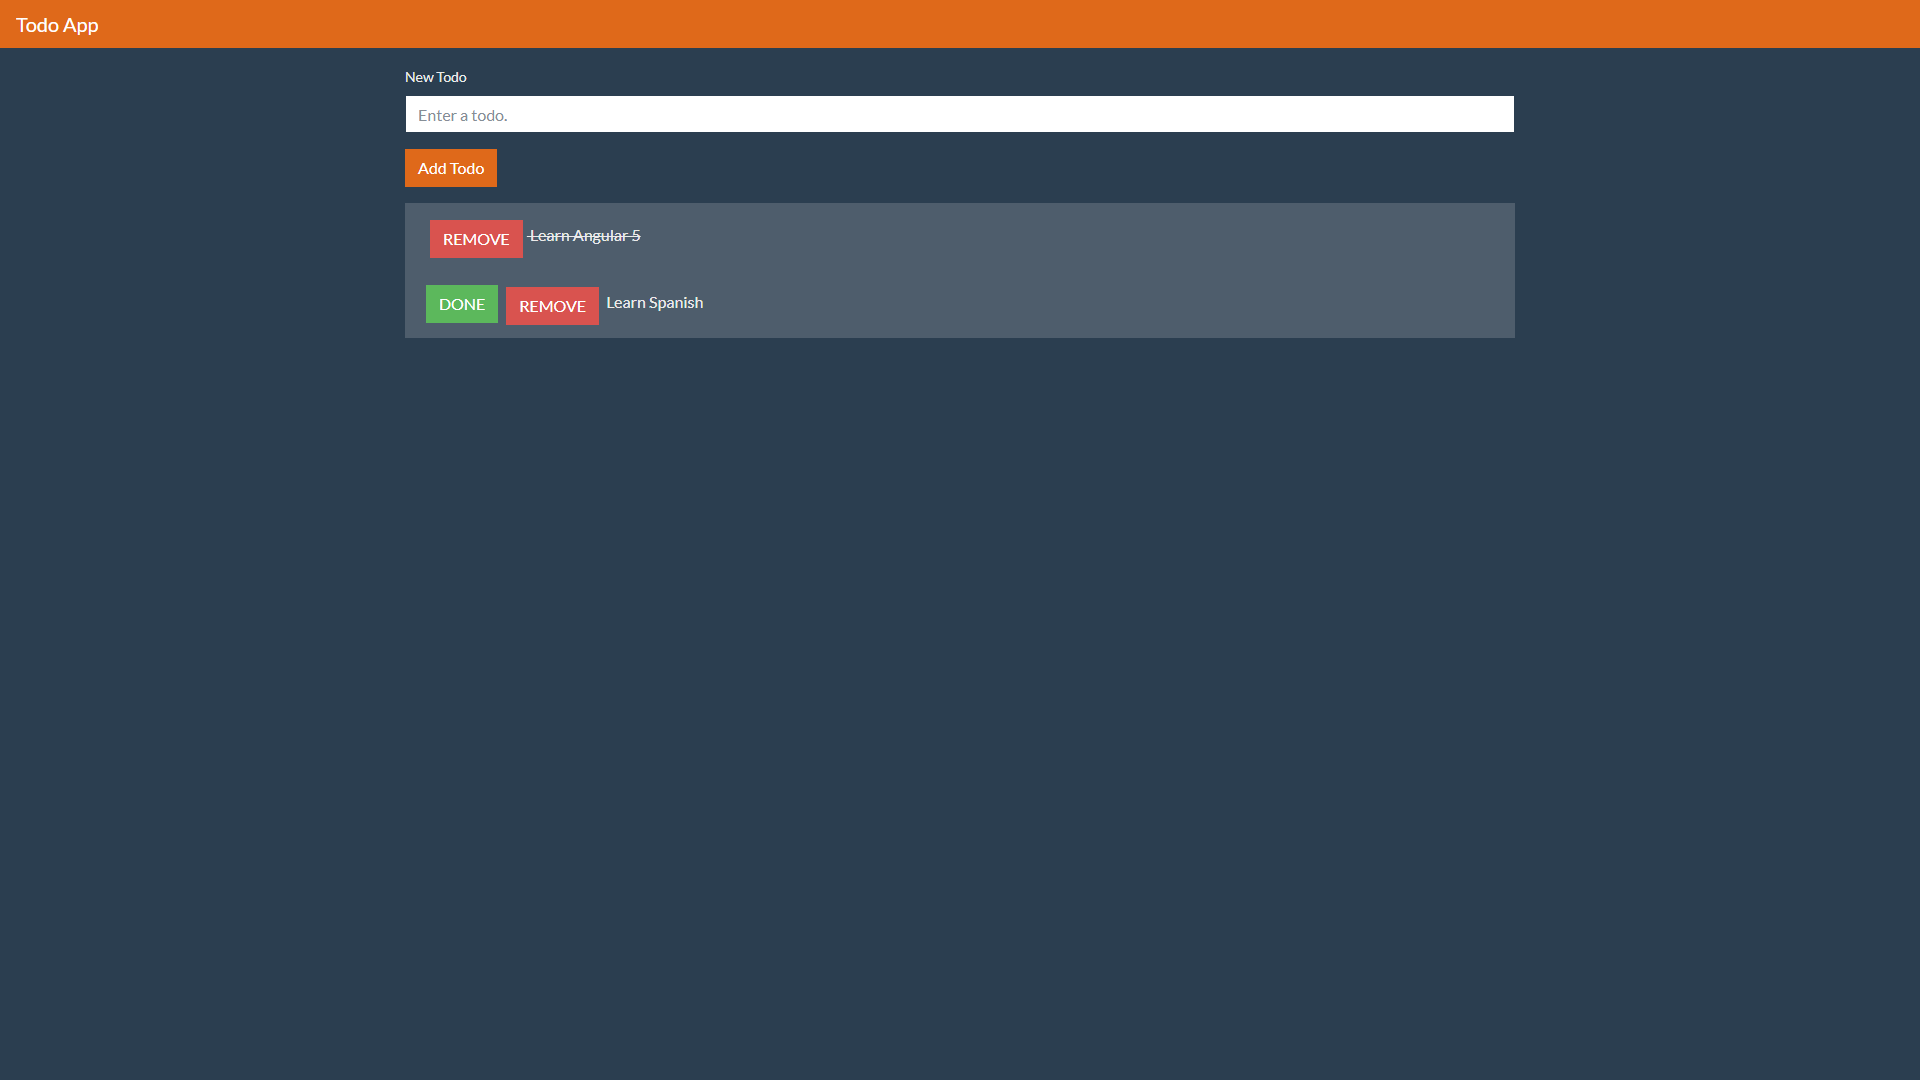 Todo App
New Todo
Enter a todo.
Add Todo
REMOVE Learn Angular 5
DONE REMOVE Learn Spanish